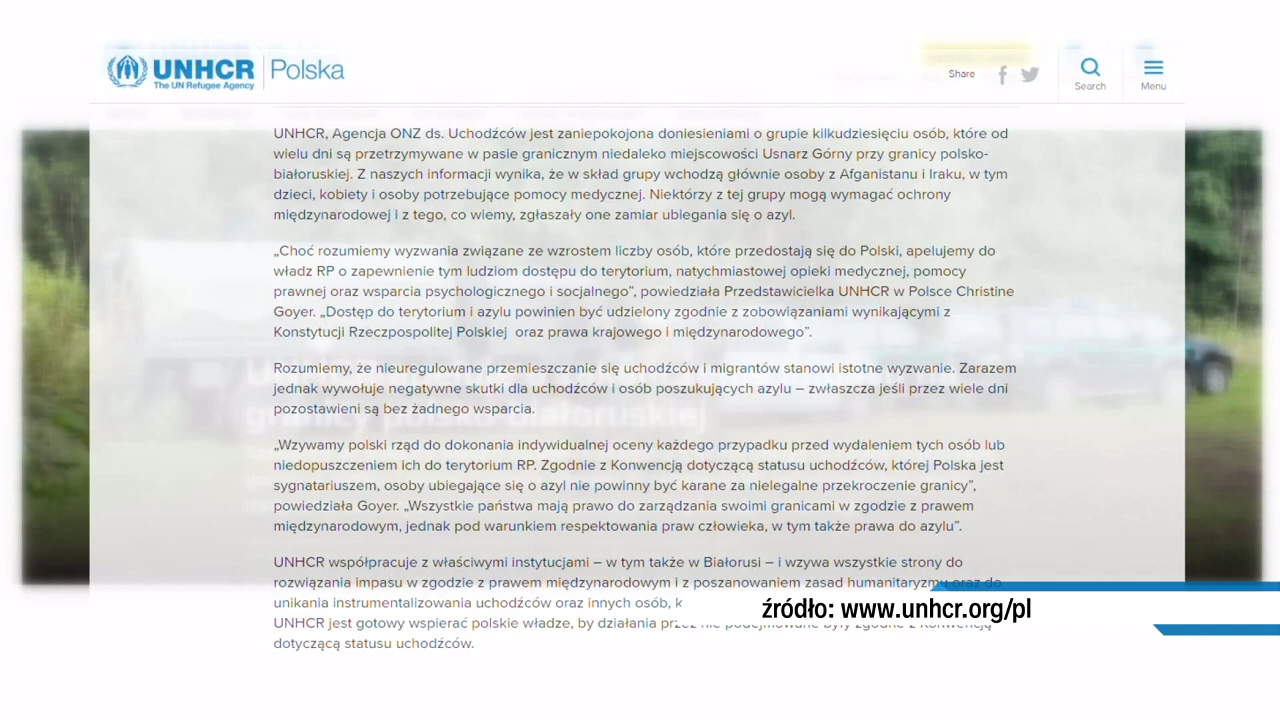 UNHCR Polska
The UN Refugee Agency
Share
Search
Menu
UNHCR, Agencja ONZ ds. Uchodźców jest zaniepokojona doniesieniami o grupie kilkudziesięciu osób, które od
wielu dni są przetrzymywane w pasie granicznym niedaleko miejscowości Usnarz Górny przy granicy polsko-
białoruskiej. Z naszych informacji wynika, że w skład grupy wchodzą głównie osoby z Afganistanu i Iraku, w tym
dzieci, kobiety i osoby potrzebujące pomocy medycznej. Niektórzy z tej grupy mogą wymagać ochrony
międzynarodowej i z tego, co wiemy, zgłaszały one zamiar ubiegania się o azyl.
„Choć rozumiemy wyzwania związane ze wzrostem liczby osób, które przedostają się do Polski, apelujemy do
władz RP o zapewnienie tym ludziom dostępu do terytorium, natychmiastowej opieki medycznej, pomocy
prawnej oraz wsparcia psychologicznego i socjalnego”, powiedziała Przedstawicielka UNHCR w Polsce Christine
Goyer. „Dostęp do terytorium i azylu powinien być udzielony zgodnie z zobowiązaniami wynikającymi z
Konstytucji Rzeczpospolitej Polskiej oraz prawa krajowego i międzynarodowego”.
Rozumiemy, że nieuregulowane przemieszczanie się uchodźców i migrantów stanowi istotne wyzwanie. Zarazem
jednak wywołuje negatywne skutki dla uchodźców i osób poszukujących azylu – zwłaszcza jeśli przez wiele dni
pozostawieni są bez żadnego wsparcia.
granicy polsko-białoruskiej
„Wzywamy polski rząd do dokonania indywidualnej oceny każdego przypadku przed wydaleniem tych osób lub
niedopuszczeniem ich do terytorium RP. Zgodnie z Konwencją dotyczącą statusu uchodźców, której Polska jest
sygnatariuszem, osoby ubiegające się o azyl nie powinny być karane za nielegalne przekroczenie granicy”,
powiedziała Goyer. „Wszystkie państwa mają prawo do zarządzania swoimi granicami w zgodzie z prawem
międzynarodowym, jednak pod warunkiem respektowania praw człowieka, w tym także prawa do azylu”.
UNHCR współpracuje z właściwymi instytucjami – w tym także w Białorusi – i wzywa wszystkie strony do
rozwiązania impasu w zgodzie z prawem międzynarodowym i z poszanowaniem zasad humanitaryzmu oraz do
unikania instrumentalizowania uchodźców oraz innych osób, k
UNHCR jest gotowy wspierać polskie władze, by działania przez nie podejmowane były zgodne z Konwencją
dotyczącą statusu uchodźców.
źródło: www.unhcr.org/pl